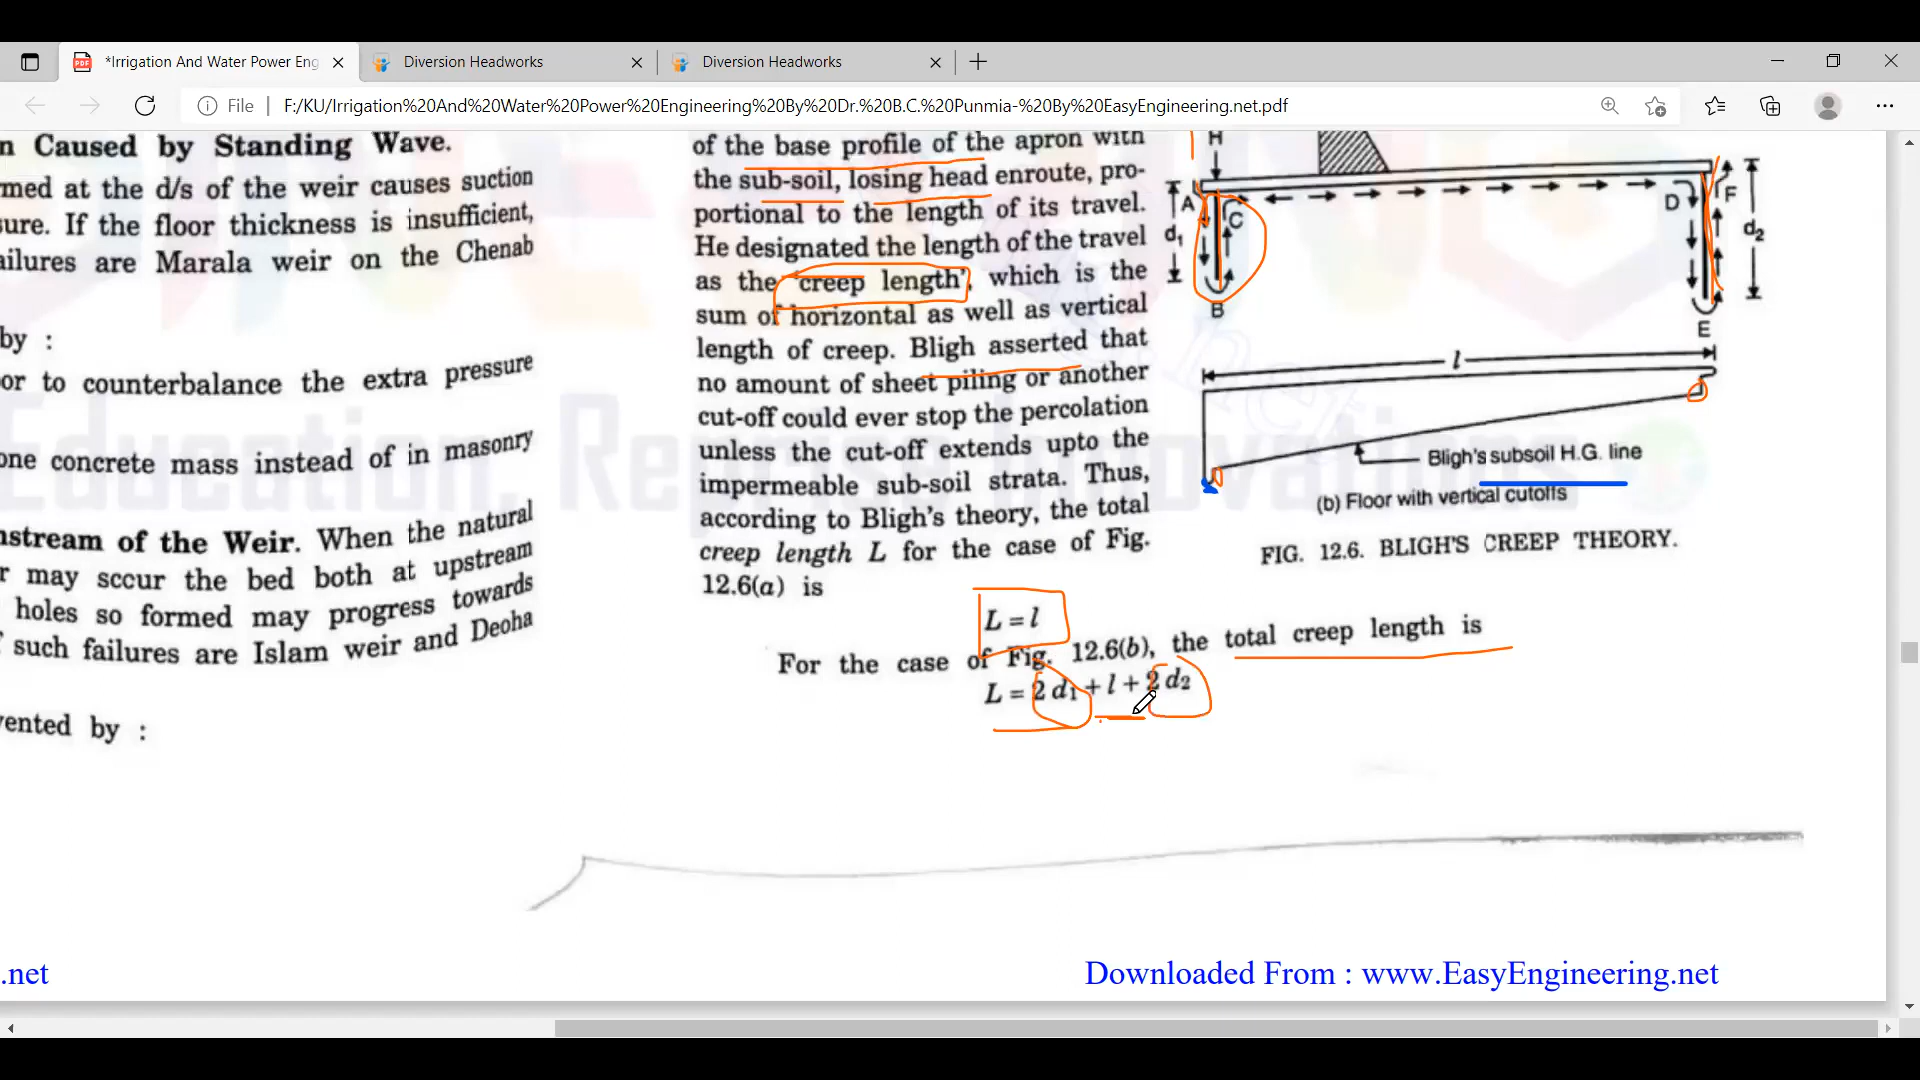 *Irrigation And Water Power Eng
Diversion Headworks
Diversion Headworks
File
F:/KU/Irrigation%20And%20Water%20Power%20Engineering%20By%20Dr.%20B.C.%20Punmia-%20By%20EasyEngineering.net.pdf
n Caused by Standing Wave.
med at the d/s of the weir causes suction
sure. If the floor thickness is insufficient,
ailures are Marala weir on the Chenab
by :
or to counterbalance the extra pressure
one concrete mass instead of in masonry
nstream of the Weir. When the natural
r may sccur the bed both at upstream
holes so formed may progress towards
such failures are Islam weir and Deoha
vented by :
of the base profile of the apron with
the sub-soil, losing head enroute, pro-
portional to the length of its travel.
He designated the length of the travel
as the 'creep length', which is the
sum of horizontal as well as vertical
length of creep. Bligh asserted that
no amount of sheet piling or another
cut-off could ever stop the percolation
unless the cut-off extends upto the
impermeable sub-soil strata. Thus,
according to Bligh's theory, the total
creep length L for the case of Fig.
12.6(a) is
L = l
For the case of Fig. 12.6(b), the total creep length is
L = 2 d1 + l + 2 d2
H
A
C
d1
B
D
F
d2
E
l
Bligh's subsoil H.G. line
(b) Floor with vertical cutoffs
FIG. 12.6. BLIGH'S CREEP THEORY.
Education, Reprise Innovations
.net
Downloaded From : www.EasyEngineering.net